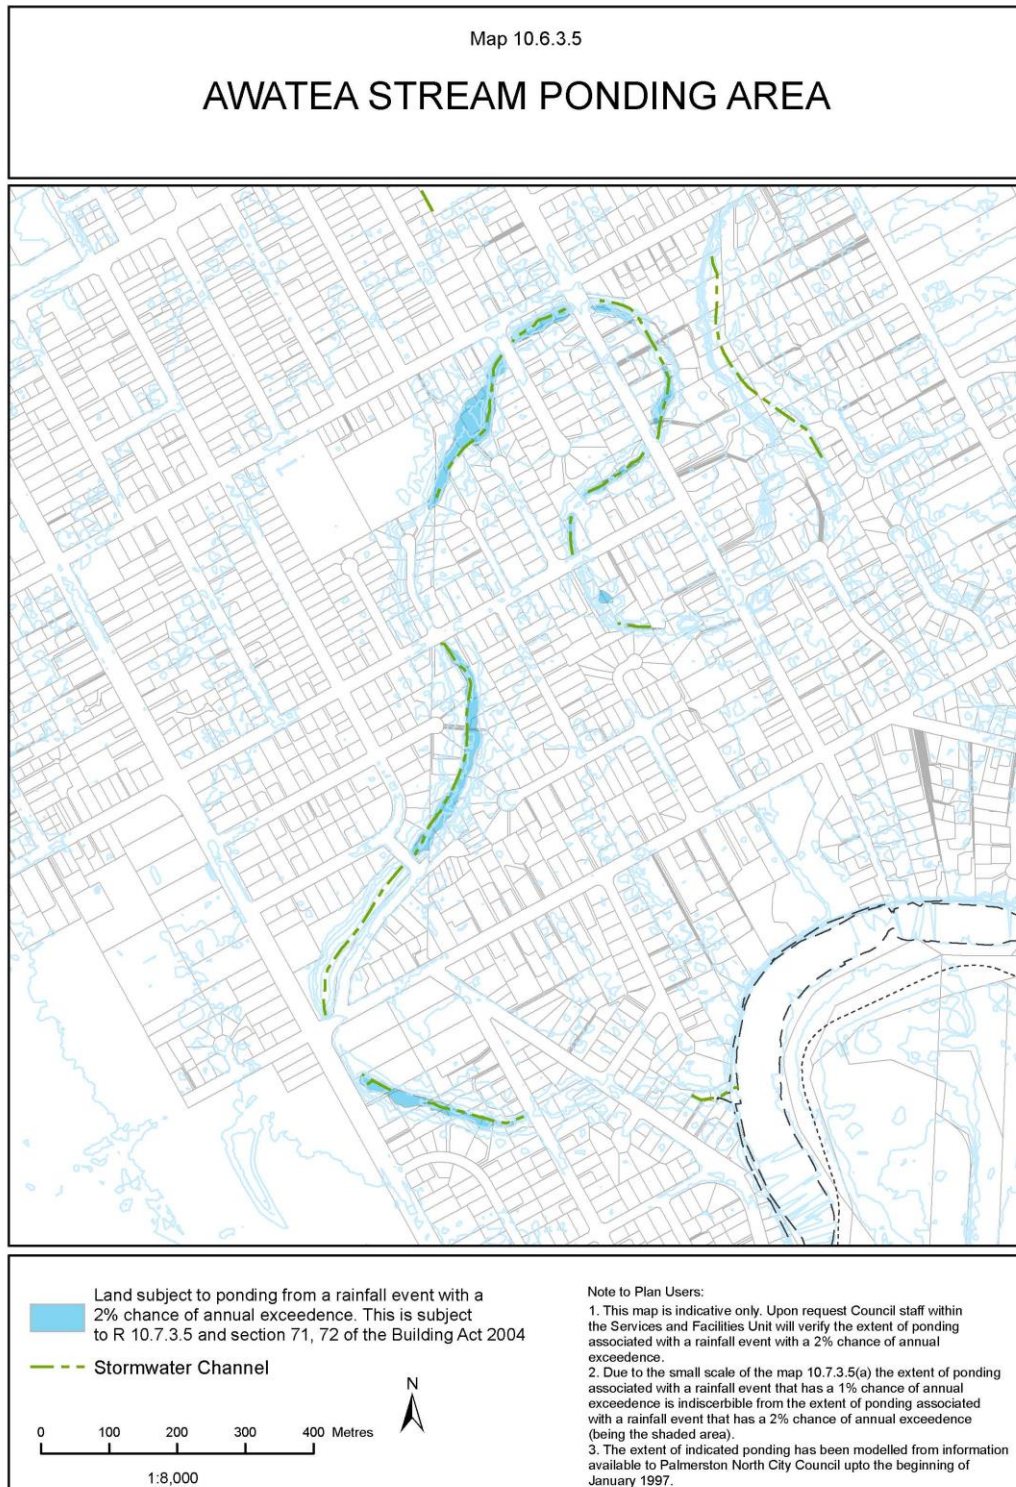 Map 10.6.3.5
AWATEA STREAM PONDING AREA
Land subject to ponding from a rainfall event with a
2% chance of annual exceedence. This is subject
to R 10.7.3.5 and section 71, 72 of the Building Act 2004
Stormwater Channel
N
0 100 200 300 400 Metres
1:8,000
Note to Plan Users:
1. This map is indicative only. Upon request Council staff within
the Services and Facilities Unit will verify the extent of ponding
associated with a rainfall event with a 2% chance of annual
exceedence.
2. Due to the small scale of the map 10.7.3.5(a) the extent of ponding
associated with a rainfall event that has a 1% chance of annual
exceedence is indiscerbible from the extent of ponding associated
with a rainfall event that has a 2% chance of annual exceedence
(being the shaded area).
3. The extent of indicated ponding has been modelled from information
available to Palmerston North City Council upto the beginning of
January 1997.